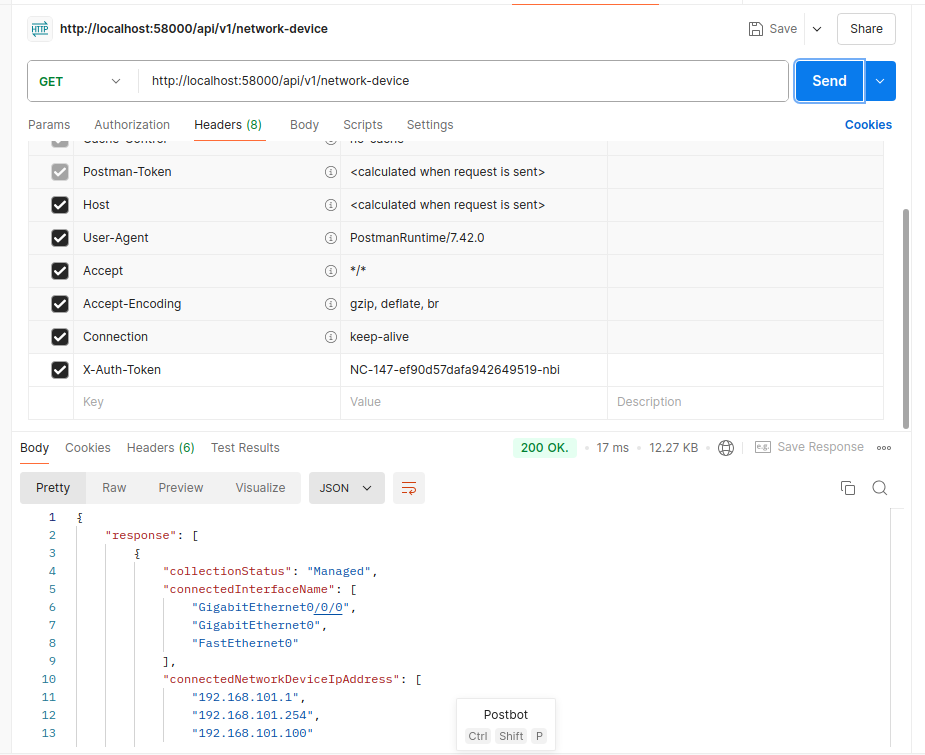 HTTP http://localhost:58000/api/v1/network-device Save Share
GET http://localhost:58000/api/v1/network-device Send
Params Authorization Headers (8) Body Scripts Settings Cookies
Cache-Control no-cache
Postman-Token <calculated when request is sent>
Host <calculated when request is sent>
User-Agent PostmanRuntime/7.42.0
Accept */*
Accept-Encoding gzip, deflate, br
Connection keep-alive
X-Auth-Token NC-147-ef90d57dafa942649519-nbi
Key Value Description
Body Cookies Headers (6) Test Results 200 OK. 17 ms 12.27 KB e.g. Save Response
Pretty Raw Preview Visualize JSON
1 {
2 "response": [
3 {
4 "collectionStatus": "Managed",
5 "connectedInterfaceName": [
6 "GigabitEthernet0/0/0",
7 "GigabitEthernet0",
8 "FastEthernet0"
9 ],
10 "connectedNetworkDeviceIpAddress": [
11 "192.168.101.1",
12 "192.168.101.254",
13 "192.168.101.100"
Postbot
Ctrl Shift P